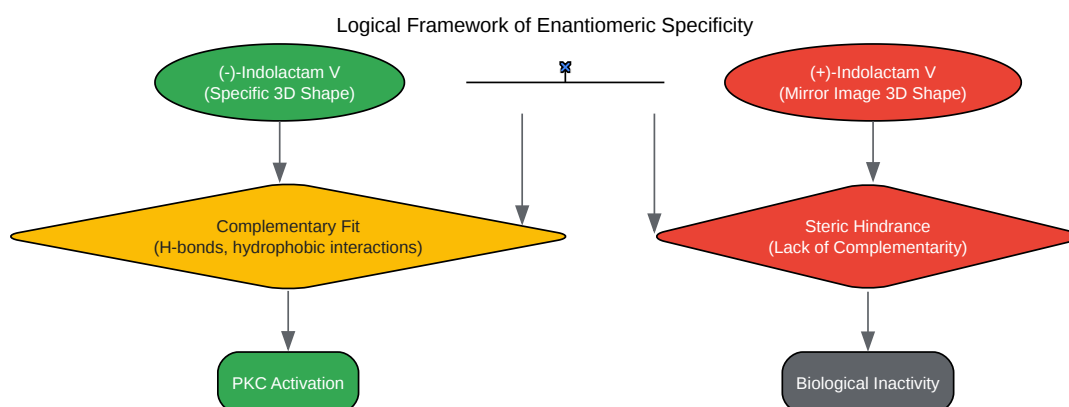 Logical Framework of Enantiomeric Specificity
(-)-Indolactam V
(Specific 3D Shape)
(+)-Indolactam V
(Mirror Image 3D Shape)
Complementary Fit
(H-bonds, hydrophobic interactions)
Steric Hindrance
(Lack of Complementarity)
PKC Activation
Biological Inactivity